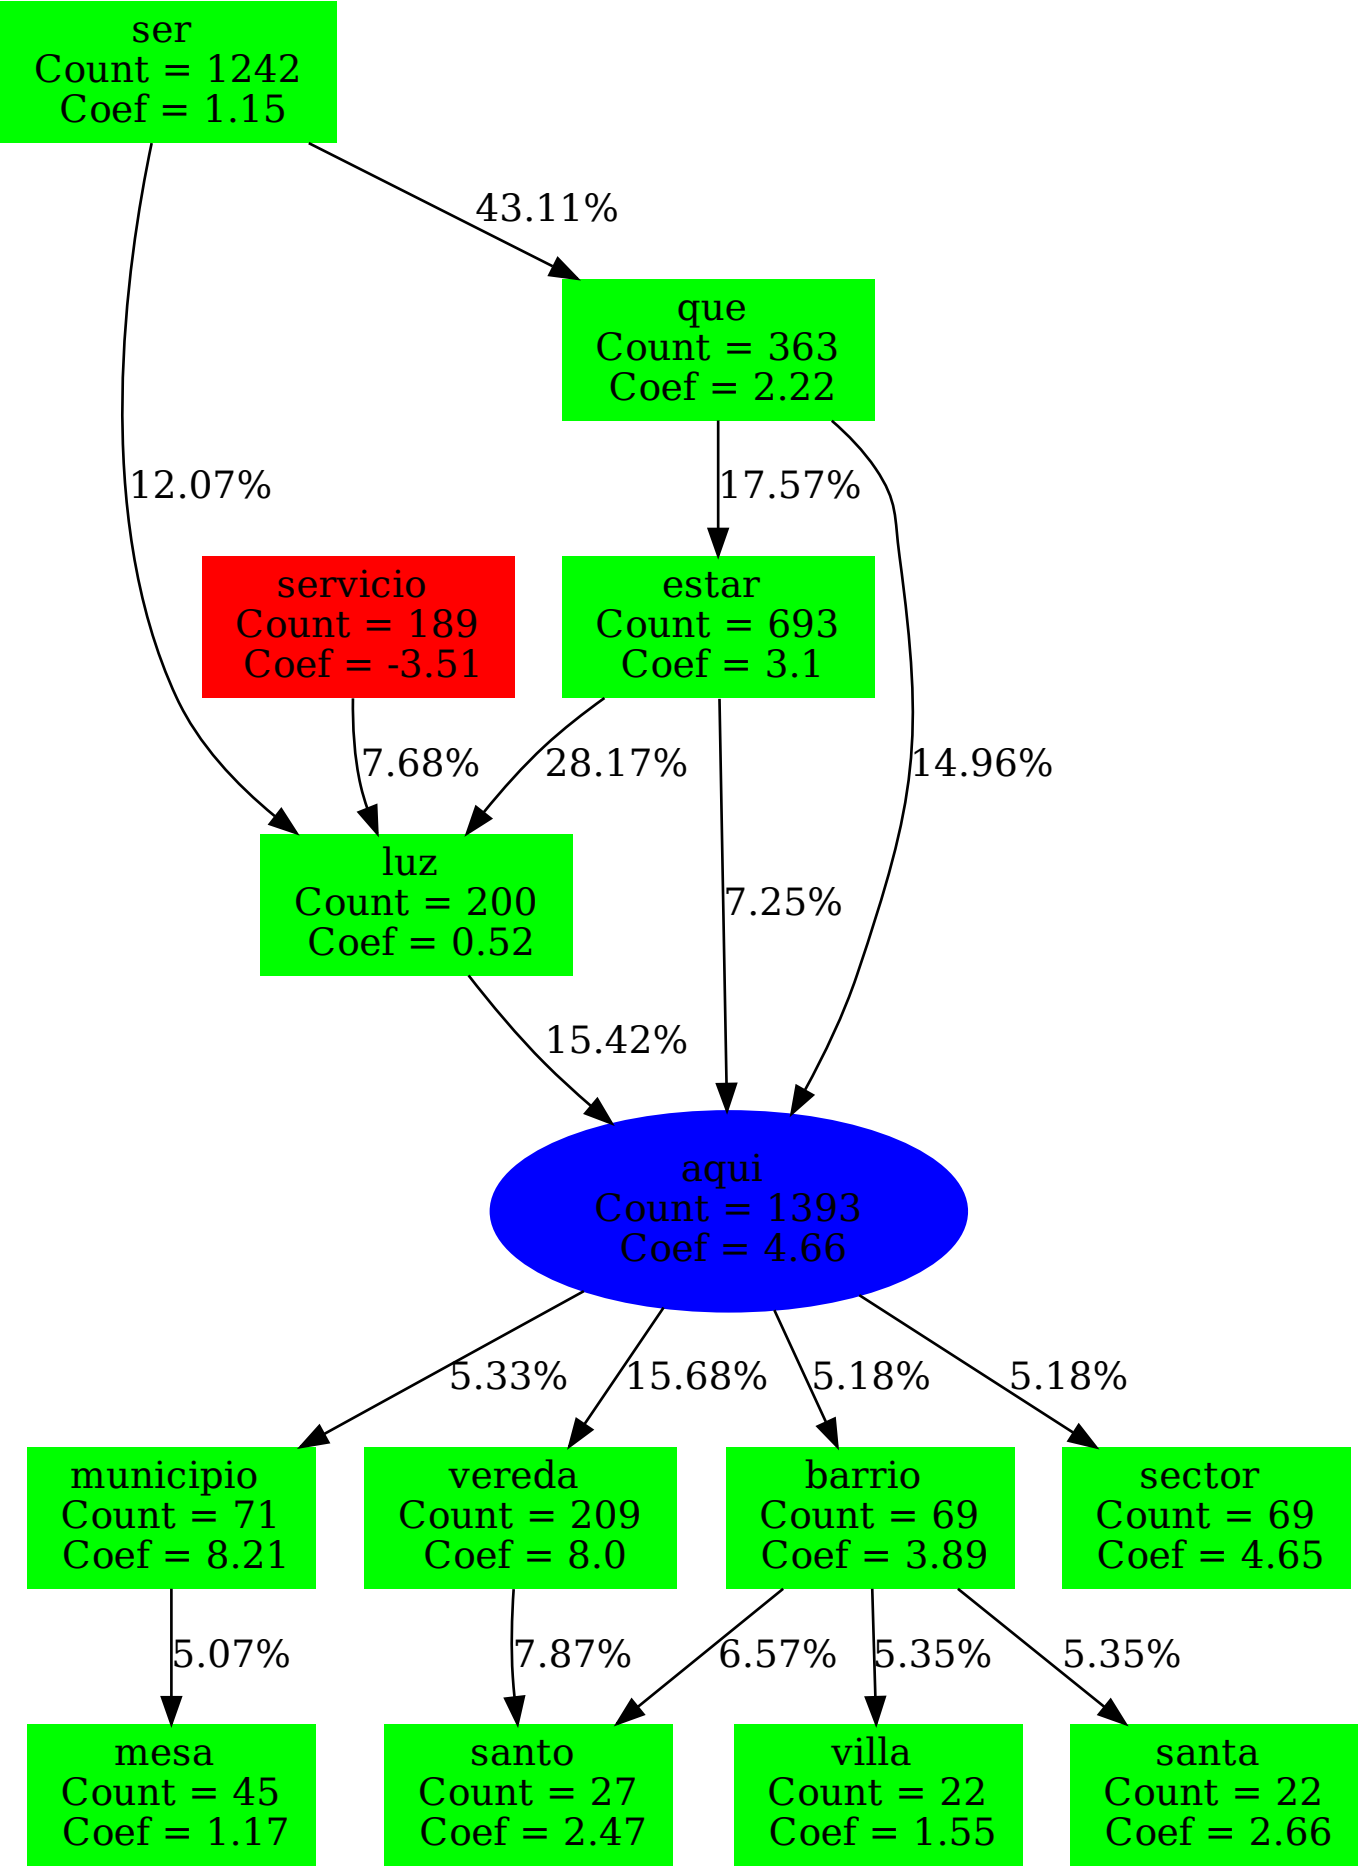 ser
Count = 1242
Coef = 1.15
43.11%
que
Count = 363
Coef = 2.22
12.07%
17.57%
servicio
Count = 189
Coef = -3.51
estar
Count = 693
Coef = 3.1
7.68%
28.17%
14.96%
luz
Count = 200
Coef = 0.52
7.25%
15.42%
aqui
Count = 1393
Coef = 4.66
5.33%
15.68%
5.18%
5.18%
municipio
Count = 71
Coef = 8.21
vereda
Count = 209
Coef = 8.0
barrio
Count = 69
Coef = 3.89
sector
Count = 69
Coef = 4.65
5.07%
7.87%
6.57%
5.35%
5.35%
mesa
Count = 45
Coef = 1.17
santo
Count = 27
Coef = 2.47
villa
Count = 22
Coef = 1.55
santa
Count = 22
Coef = 2.66